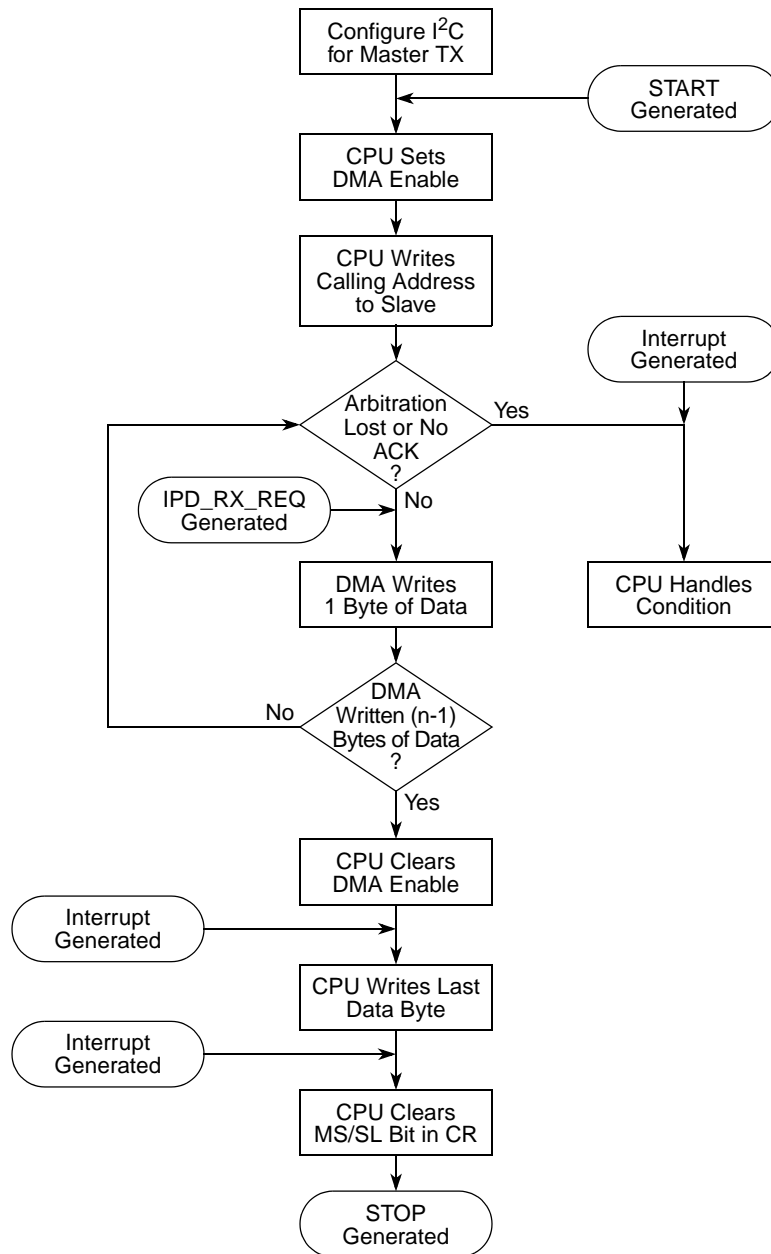 Configure I²C
for Master TX
START
Generated
CPU Sets
DMA Enable
CPU Writes
Calling Address
to Slave
Interrupt
Generated
Arbitration
Lost or No
ACK
?
Yes
No
IPD_RX_REQ
Generated
DMA Writes
1 Byte of Data
CPU Handles
Condition
DMA
Written (n-1)
Bytes of Data
?
No
Yes
CPU Clears
DMA Enable
Interrupt
Generated
CPU Writes Last
Data Byte
Interrupt
Generated
CPU Clears
MS/SL Bit in CR
STOP
Generated